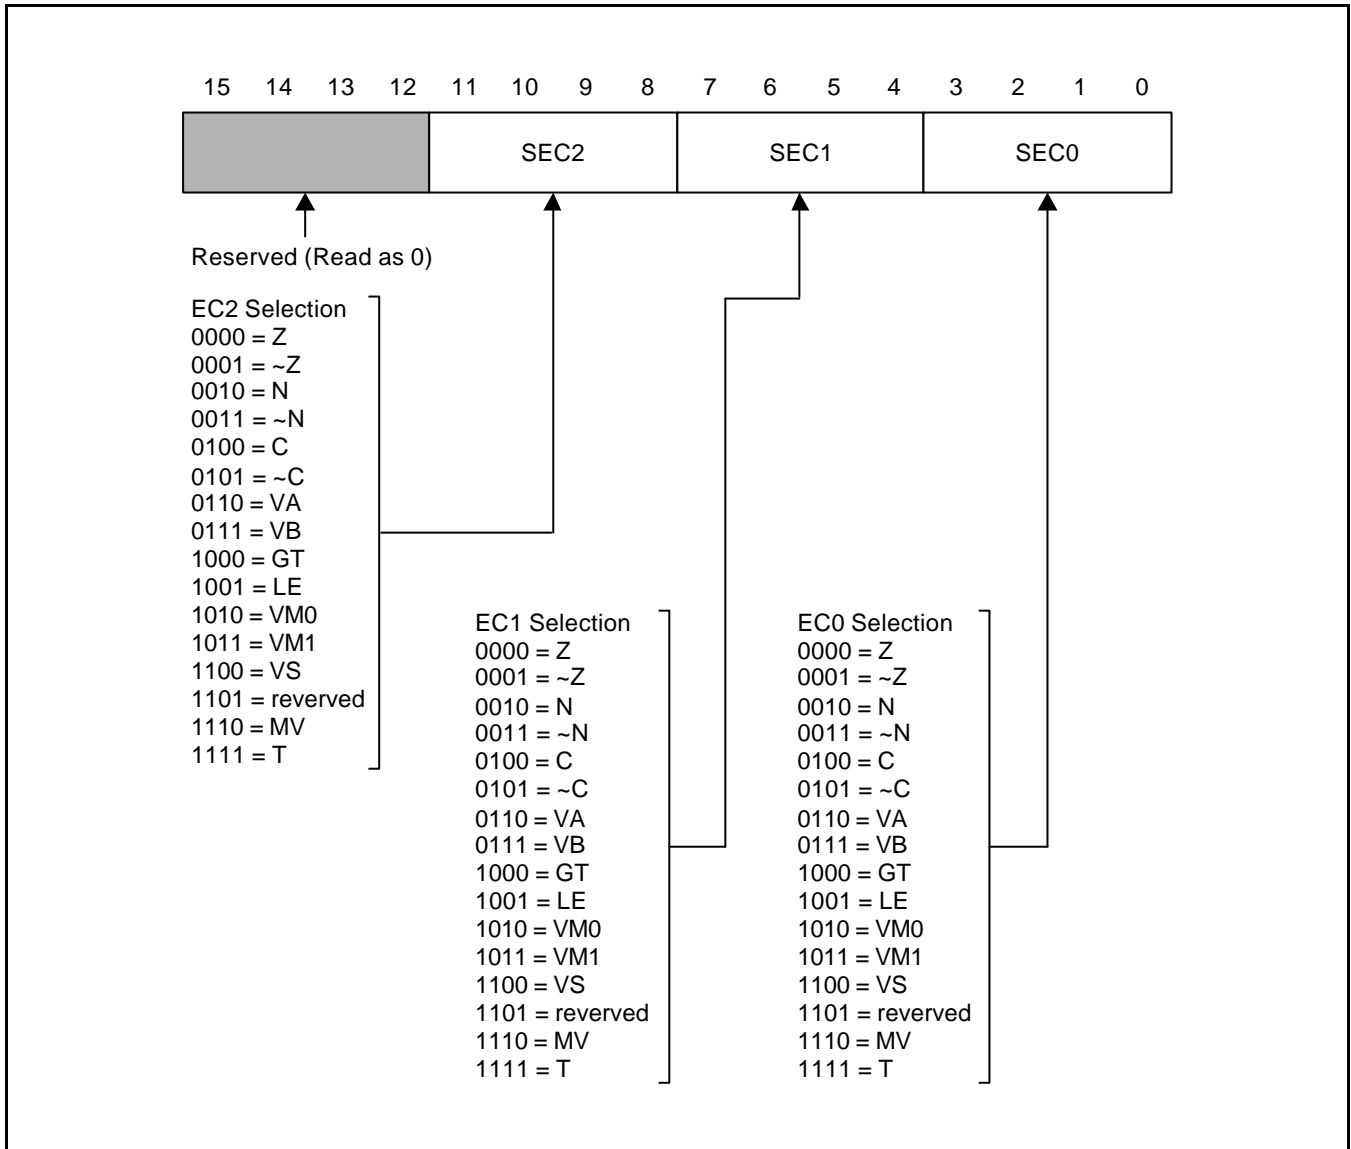 15 14 13 12 11 10 9 8 7 6 5 4 3 2 1 0
SEC2 SEC1 SEC0
Reserved (Read as 0)
EC2 Selection
0000 = Z
0001 = ~Z
0010 = N
0011 = ~N
0100 = C
0101 = ~C
0110 = VA
0111 = VB
1000 = GT
1001 = LE
1010 = VM0
1011 = VM1
1100 = VS
1101 = reverved
1110 = MV
1111 = T
EC1 Selection
0000 = Z
0001 = ~Z
0010 = N
0011 = ~N
0100 = C
0101 = ~C
0110 = VA
0111 = VB
1000 = GT
1001 = LE
1010 = VM0
1011 = VM1
1100 = VS
1101 = reverved
1110 = MV
1111 = T
EC0 Selection
0000 = Z
0001 = ~Z
0010 = N
0011 = ~N
0100 = C
0101 = ~C
0110 = VA
0111 = VB
1000 = GT
1001 = LE
1010 = VM0
1011 = VM1
1100 = VS
1101 = reverved
1110 = MV
1111 = T